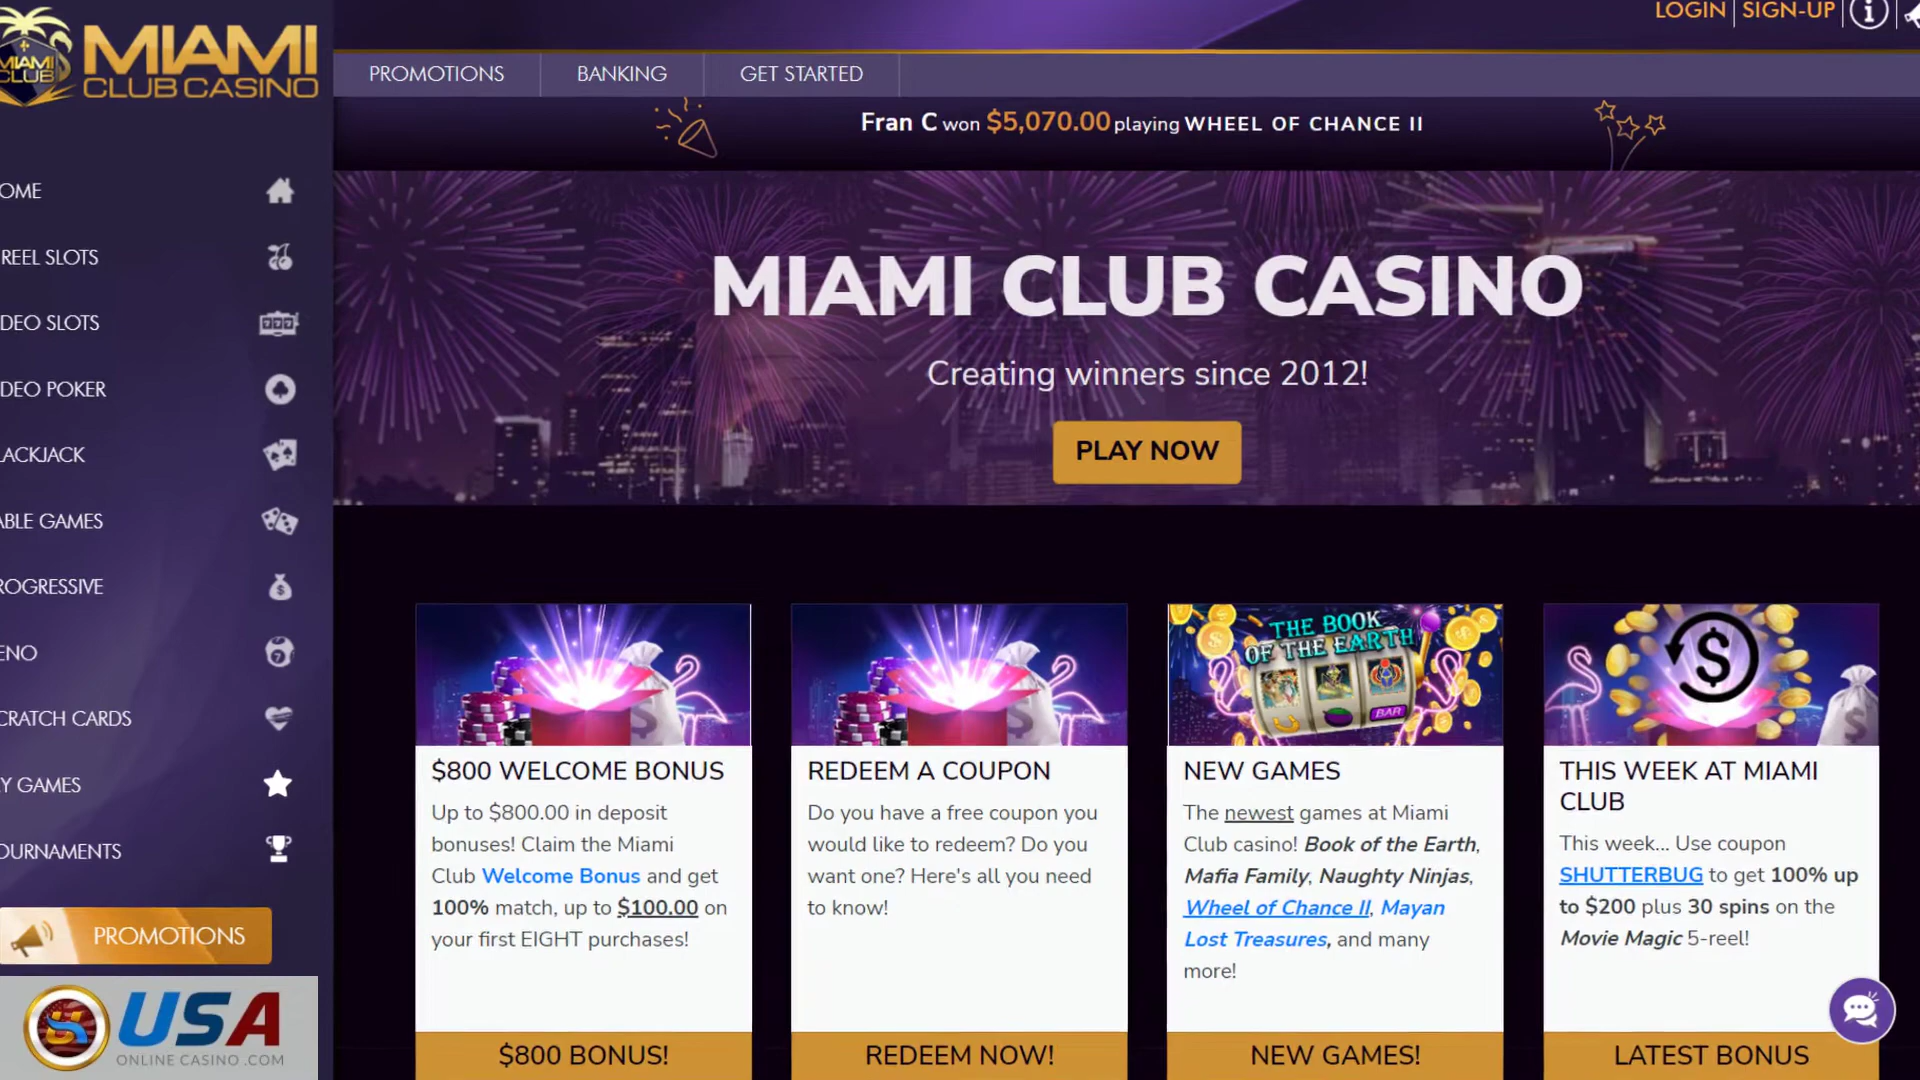 LOGIN
SIGN-UP
MIAMI
CLUB CASINO
MIAMI
CLUB
PROMOTIONS
BANKING
GET STARTED
Fran C won $5,070.00 playing WHEEL OF CHANCE II
OME
REEL SLOTS
DEO SLOTS
DEO POKER
ACKJACK
ABLE GAMES
ROGRESSIVE
ENO
CRATCH CARDS
Y GAMES
OURNAMENTS
PROMOTIONS
USA
ONLINE CASINO.COM
MIAMI CLUB CASINO
Creating winners since 2012!
PLAY NOW
$800 WELCOME BONUS
Up to $800.00 in deposit
bonuses! Claim the Miami
Club Welcome Bonus and get
100% match, up to $100.00 on
your first EIGHT purchases!
$800 BONUS!
REDEEM A COUPON
Do you have a free coupon you
would like to redeem? Do you
want one? Here's all you need
to know!
REDEEM NOW!
THE BOOK
OF THE EARTH
BAR
NEW GAMES
The newest games at Miami
Club casino! Book of the Earth,
Mafia Family, Naughty Ninjas,
Wheel of Chance II, Mayan
Lost Treasures, and many
more!
NEW GAMES!
THIS WEEK AT MIAMI
CLUB
This week... Use coupon
SHUTTERBUG to get 100% up
to $200 plus 30 spins on the
Movie Magic 5-reel!
LATEST BONUS